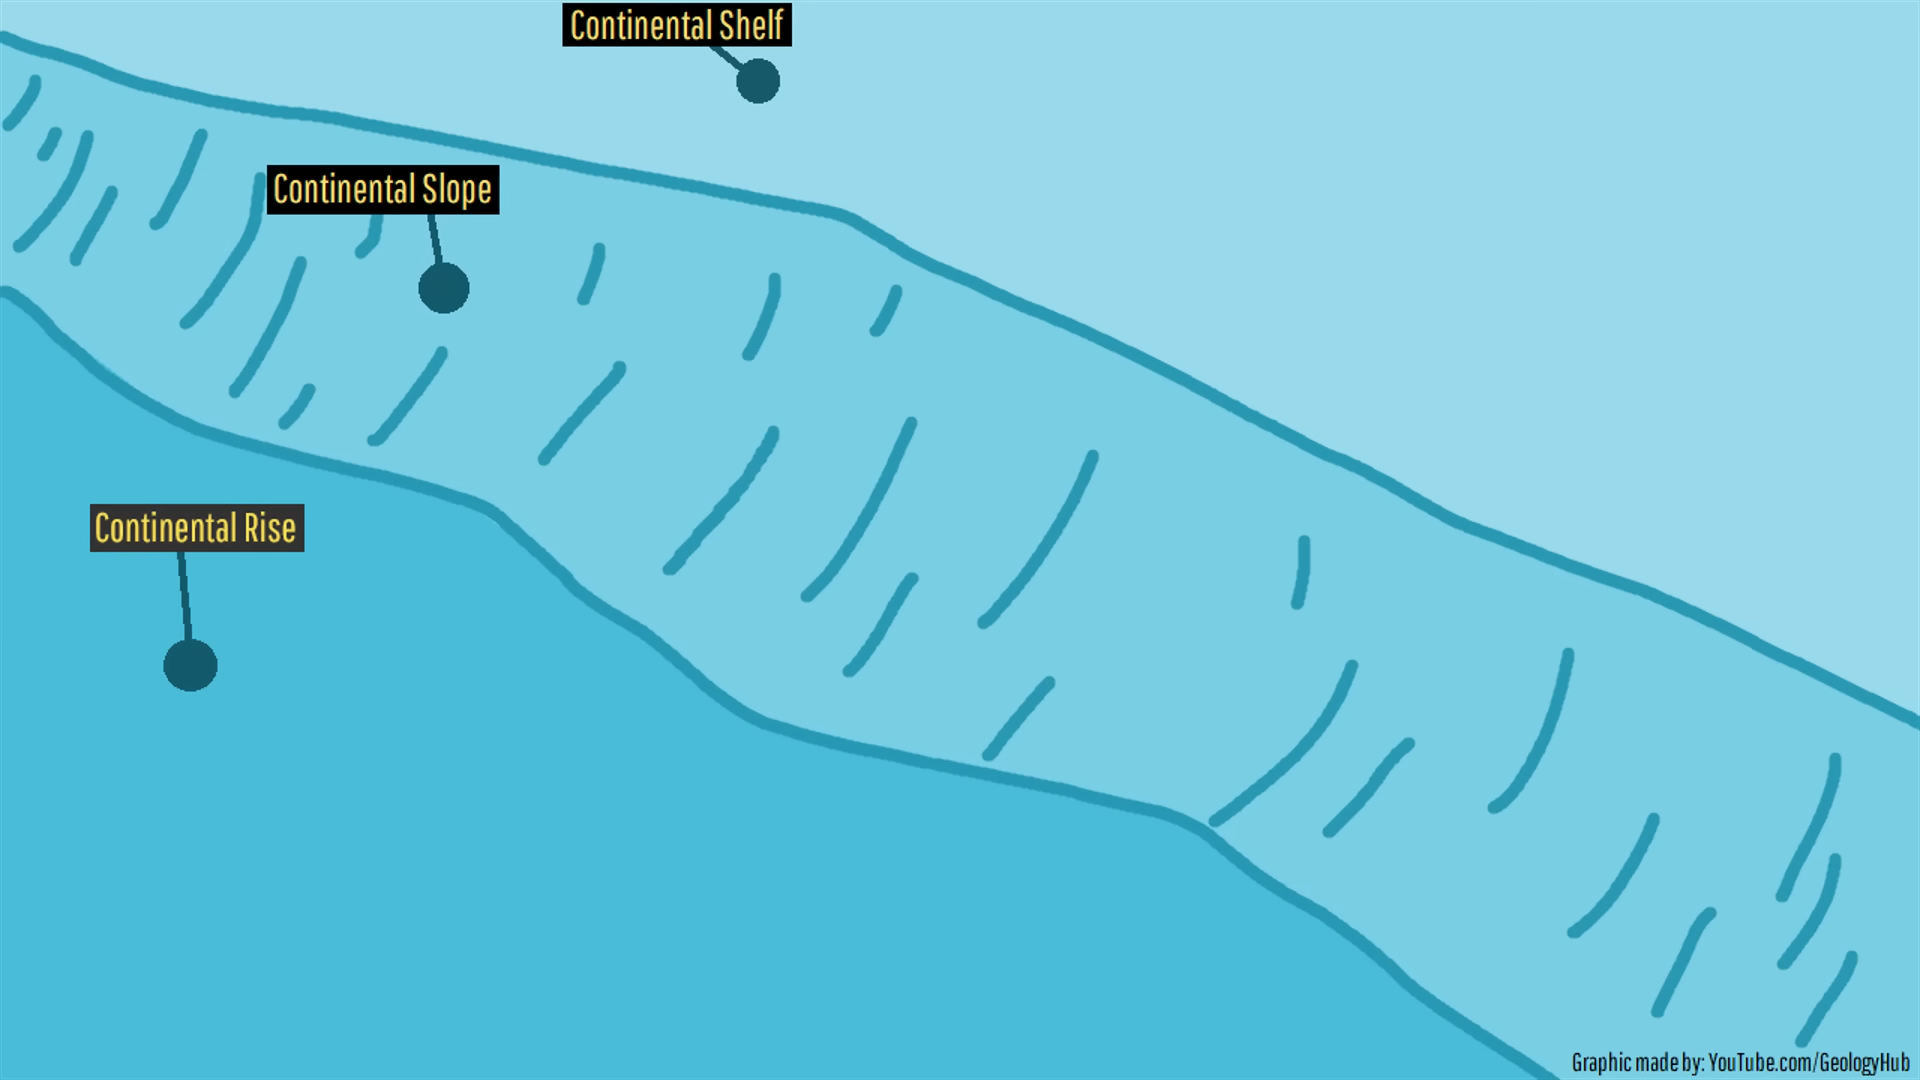 Continental Shelf
Continental Slope
Continental Rise
Graphic made by: YouTube.com/GeologyHub